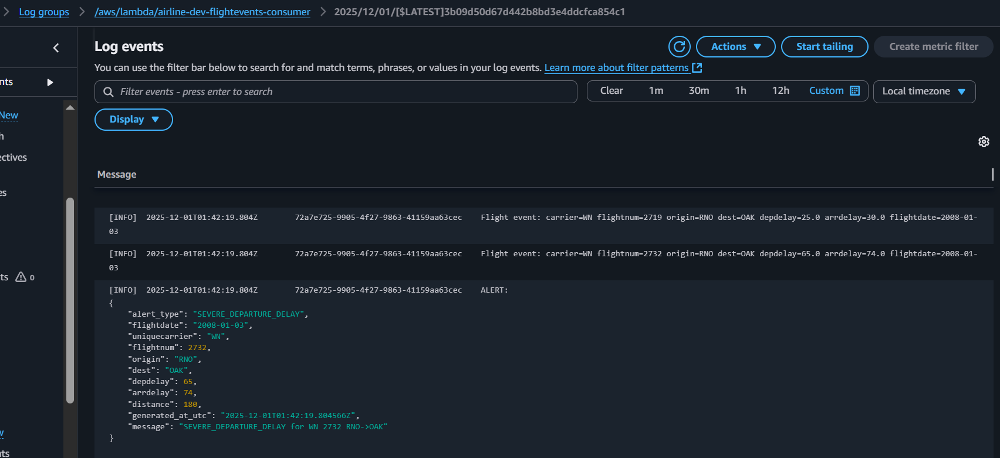 Log groups
/aws/lambda/airline-dev-flightevents-consumer
2025/12/01/[$LATEST]3b09d50d67d442b8bd3e4ddcfca854c1
nts
New
h
ectives
es
ts 0
w
nts
Log events
Actions
Start tailing
Create metric filter
You can use the filter bar below to search for and match terms, phrases, or values in your log events. Learn more about filter patterns
Filter events - press enter to search
Clear 1m 30m 1h 12h Custom
Local timezone
Display
Message
[INFO] 2025-12-01T01:42:19.804Z 72a7e725-9905-4f27-9863-41159aa63cec Flight event: carrier=WN flightnum=2719 origin=RNO dest=OAK depdelay=25.0 arrdelay=30.0 flightdate=2008-01-
03
[INFO] 2025-12-01T01:42:19.804Z 72a7e725-9905-4f27-9863-41159aa63cec Flight event: carrier=WN flightnum=2732 origin=RNO dest=OAK depdelay=65.0 arrdelay=74.0 flightdate=2008-01-
03
[INFO] 2025-12-01T01:42:19.804Z 72a7e725-9905-4f27-9863-41159aa63cec ALERT:
{
"alert_type": "SEVERE_DEPARTURE_DELAY",
"flightdate": "2008-01-03",
"uniquecarrier": "WN",
"flightnum": 2732,
"origin": "RNO",
"dest": "OAK",
"depdelay": 65,
"arrdelay": 74,
"distance": 180,
"generated_at_utc": "2025-12-01T01:42:19.804566Z",
"message": "SEVERE_DEPARTURE_DELAY for WN 2732 RNO->OAK"
}